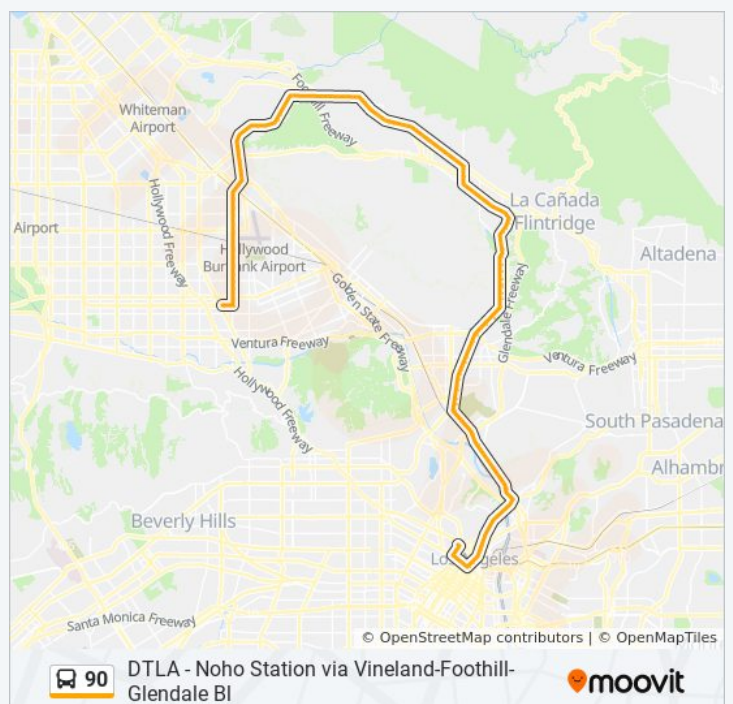 Foothill Freeway
Whiteman
Airport
La Cañada
Flintridge
Hollywood Freeway
Airport
Altadena
Hollywood
Burbank Airport
Golden State Freeway
Glendale Freeway
Ventura Freeway
Ventura Freeway
Hollywood Freeway
South Pasadena
Alhambr
Beverly Hills
Los Angeles
Santa Monica Freeway
© OpenStreetMap contributors | © OpenMapTiles
90
DTLA - Noho Station via Vineland-Foothill-
Glendale Bl
moovit